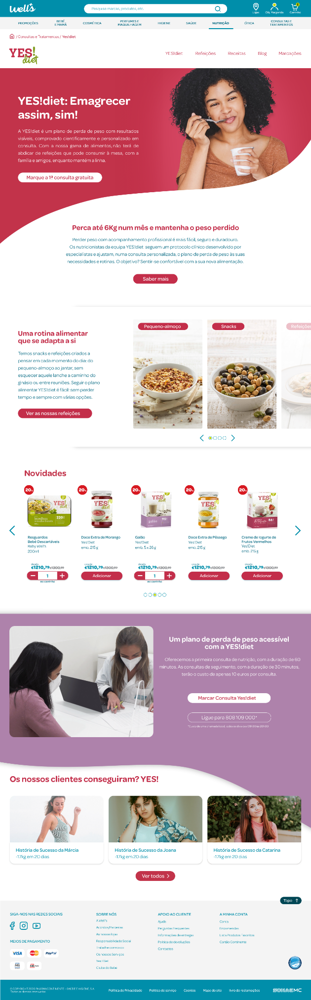 well's
Pesquise marcas, produtos, etc.
Lojas
Olá, Margarida
2
Carrinho
PROMOÇÕES
BEBÉ
E MAMÃ
COSMÉTICA
PERFUMES E
MAQUILHAGEM
HIGIENE
SAÚDE
NUTRIÇÃO
ÓTICA
CONSULTAS E
TRATAMENTOS
/ Consultas e Tratamentos / Yes!diet
YES!
diet
YES!diet
Refeições
Receitas
Blog
Marcações
YES!diet: Emagrecer
assim, sim!
A YES!diet é um plano de perda de peso com resultados
visíveis, comprovado cientificamente e personalizado em
consulta. Com a nossa gama de alimentos, não terá de
abdicar de refeições que pode consumir à mesa, com a
família e amigos, enquanto mantém a linha.
Marque a 1ª consulta gratuita
Perca até 6Kg num mês e mantenha o peso perdido
Perder peso com acompanhamento profissional é mais fácil, seguro e duradouro.
Os nutricionistas da equipa YES!diet seguem um protocolo clínico desenvolvido por
especialistas e ajustam, numa consulta personalizada, o plano de perda de peso às suas
necessidades e rotinas. O objetivo? Sentir-se confortável com a sua nova alimentação.
Saber mais
Uma rotina alimentar
que se adapta a si
Temos snacks e refeições criados a
pensar em cada momento do dia: do
pequeno-almoço ao jantar, sem
esquecer aquele lanche a caminho do
ginásio ou entre reuniões. Seguir o plano
alimentar YES!diet é fácil: sem perder
tempo e sempre com várias opções.
Ver as nossas refeições
Pequeno-almoço
Snacks
Refeições
Novidades
20%
20%
20%
20%
20%
YES!
diet
220
YES!
diet
YES!
diet
galão
95
YES!
diet
YES!
diet
86
Resguardos
Bebé Descartáveis
Baby Well's
200ml
Doce Extra de Morango
Yes!Diet
emb. 215 g
Galão
Yes!Diet
emb. 5 x 26 g
Doce Extra de Pêssego
Yes!Diet
emb. 215 g
Creme de Iogurte de
Frutos Vermelhos
Yes!Diet
emb. 215 g
desde
€1210,79 €1300,99
desde
€1210,79 €1300,99
desde
€1210,79 €1300,99
desde
€1210,79 €1300,99
desde
€1210,79 €1300,99
1
no carrinho
Adicionar
1
no carrinho
Adicionar
Adicionar
Um plano de perda de peso acessível
com a YES!diet
Oferecemos a primeira consulta de nutrição, com a duração de 60
minutos. As consultas de seguimento, com a duração de 30 minutos,
terão o custo de apenas 10 euros por consulta.
Marcar Consulta Yes!diet
Ligue para 808 109 000*
*Custo de uma chamada local, todos os dias das 09h00 às 20h00
Os nossos clientes conseguiram? YES!
História de Sucesso da Márcia
-17kg em 20 dias
História de Sucesso da Joana
-17kg em 20 dias
História de Sucesso da Catarina
-17kg em 20 dias
Ver todos
Topo
SIGA-NOS NAS REDES SOCIAIS
MEIOS DE PAGAMENTO
VISA
MasterCard
PayPal
MB
MB WAY
SOBRE NÓS
A Well's
Acordos/Parcerias
As nossas lojas
Responsabilidade Social
Trabalhe connosco
Os nossos Serviços
Yes! Diet
Clube do Bebe
APOIO AO CLIENTE
Ajuda
Perguntas Frequentes
Informações de entregas
Política de devoluções
Contactos
A MINHA CONTA
Conta
Encomendas
Lista Produtos Favoritos
Cartão Continente
© COPYRIGHT 2020 PHARMACONTINENTE - SAÚDE E HIGIENE, S.A.
Todos os direitos reservados
Política de Privacidade
Política de serviço
Cookies
Mapa do site
livro de reclamações
SONAE MC